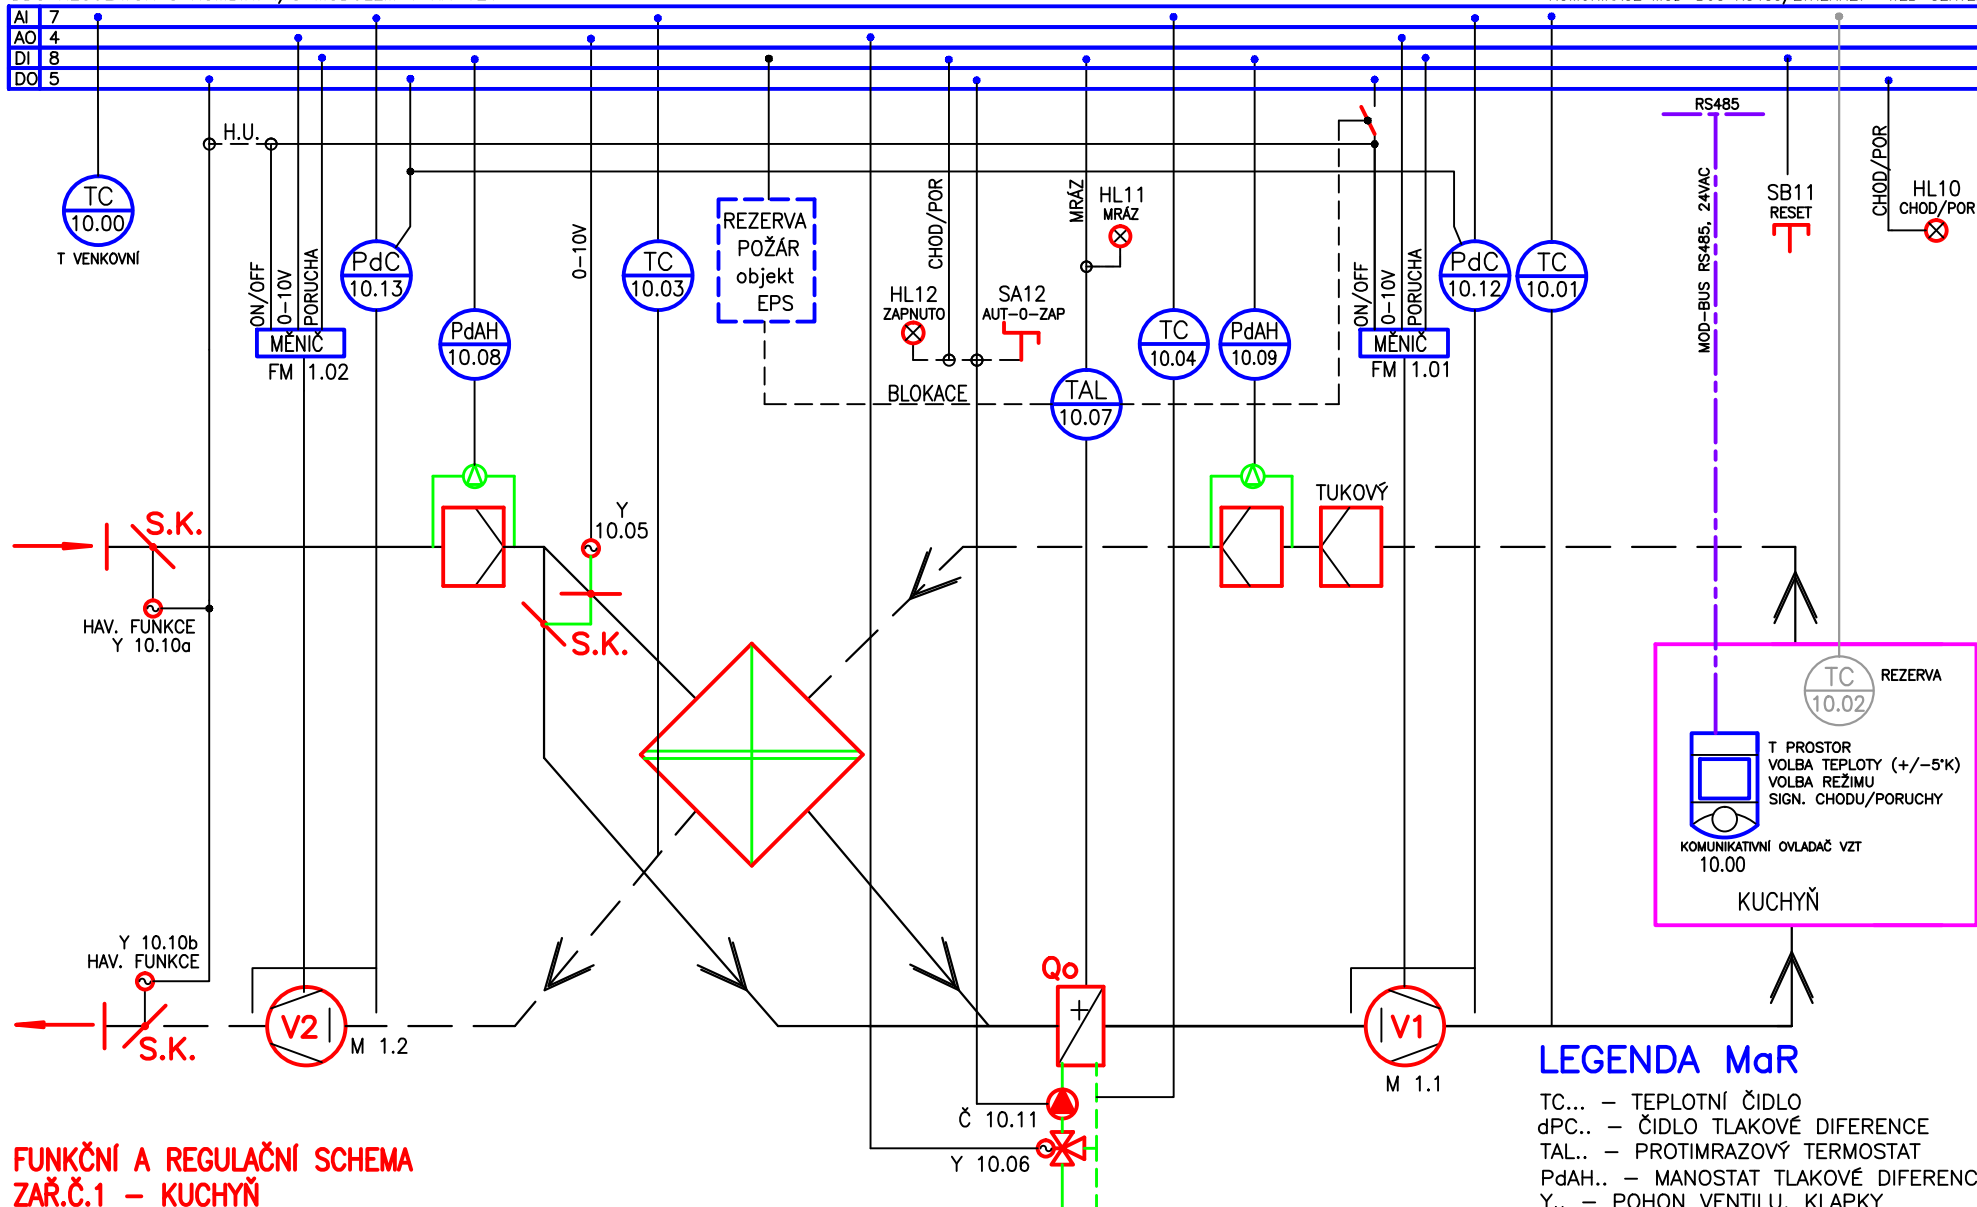 AI 7
AO 4
DI 8
DO 5
H.U.
RS485
TC
10.00
T VENKOVNÍ
ON/OFF
0-10V
PORUCHA
MĚNIČ
FM 1.02
PdC
10.13
PdAH
10.08
0-10V
TC
10.03
REZERVA
POŽÁR
objekt
EPS
CHOD/POR
HL12
ZAPNUTO
SA12
AUT-0-ZAP
BLOKACE
MRÁZ
HL11
MRÁZ
TAL
10.07
TC
10.04
PdAH
10.09
ON/OFF
0-10V
PORUCHA
MĚNIČ
FM 1.01
PdC
10.12
TC
10.01
MOD-BUS RS485, 24VAC
SB11
RESET
CHOD/POR
HL10
CHOD/POR
S.K.
HAV. FUNKCE
Y 10.10a
Y
10.05
S.K.
TUKOVÝ
TC
10.02
REZERVA
T PROSTOR
VOLBA TEPLOTY (+/-5°K)
VOLBA REŽIMU
SIGN. CHODU/PORUCHY
KOMUNIKATIVNÍ OVLADAČ VZT
10.00
KUCHYŇ
Y 10.10b
HAV. FUNKCE
S.K.
V2
M 1.2
Qo
+
Č 10.11
Y 10.06
V1
M 1.1
LEGENDA MaR
TC... - TEPLOTNÍ ČIDLO
dPC.. - ČIDLO TLAKOVÉ DIFERENCE
TAL.. - PROTIMRAZOVÝ TERMOSTAT
PdAH.. - MANOSTAT TLAKOVÉ DIFERENC
Y.. - POHON VENTILU, KLAPKY
FUNKČNÍ A REGULAČNÍ SCHEMA
ZAŘ.Č.1 - KUCHYŇ